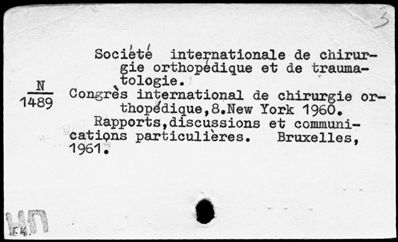 3
Société internationale de chirur-
gie orthopédique et de trauma-
tologie.
N
1489
Congrès international de chirurgie or-
thopédique,8.New York 1960.
Rapports,discussions et communi-
cations particulières. Bruxelles,
1961.